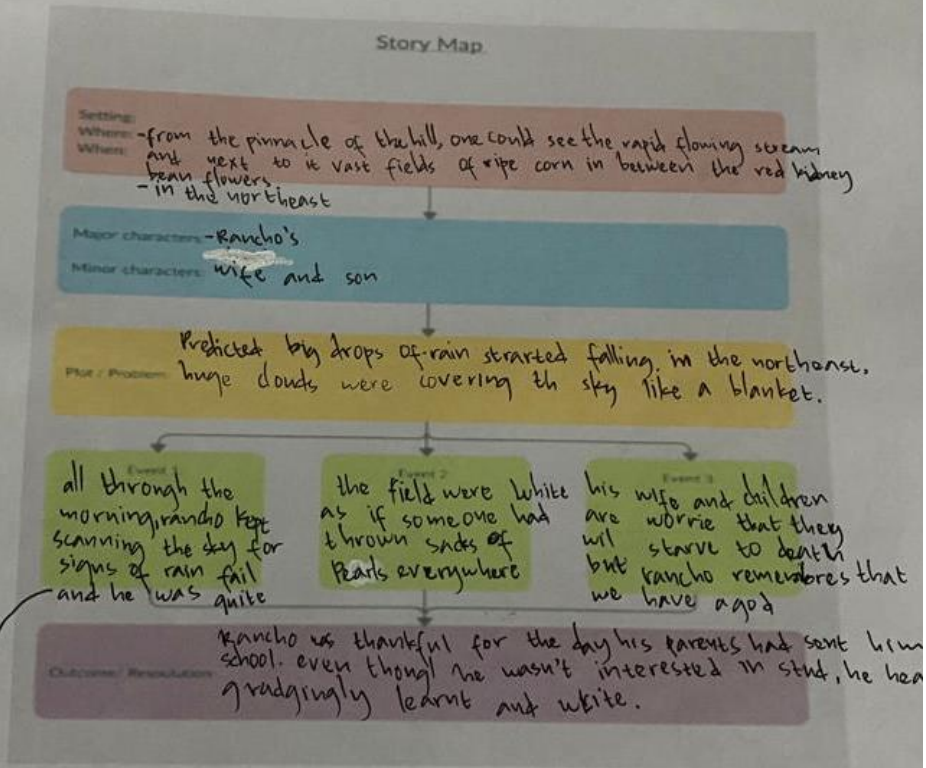 Story Map
Setting:
Where: -from the pinnacle of the hill, one could see the rapid flowing stream
When: and next to it vast fields of ripe corn in between the red kidney
bean flowers
- in the northeast
Major characters: -Rancho's
Minor characters: wife and son
Predicted big drops of rain strarted falling. in the northeast.
Plot / Problem: huge clouds were covering th sky like a blanket.
Event 1
all through the
morning, rancho kept
scanning the sky for
signs of rain fail
and he was quite
Event 2
the field were white
as if someone had
thrown sacks of
Pearls everywhere
Event 3
his wife and children
are worrie that they
wil starve to death
but rancho remembres that
we have a god
Rancho us thankful for the day his parents had sent him
Outcome / Resolution: school. even thongl he wasn't interested in stud, he hea
gradgingly learnt and write.